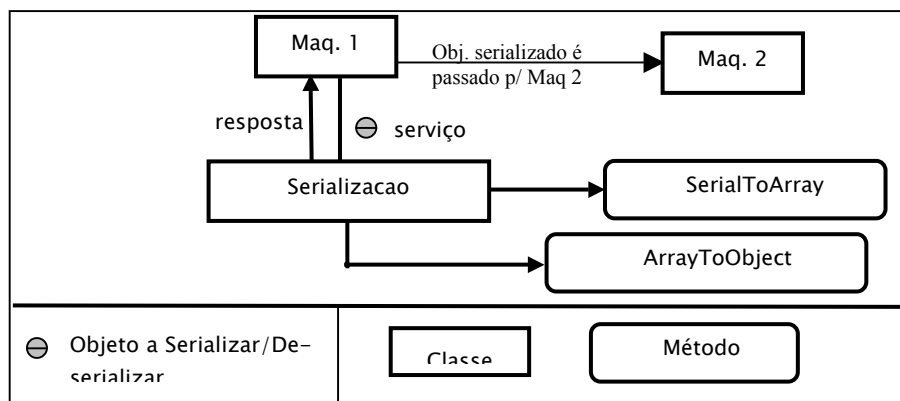 Maq. 1
Obj. serializado é
passado p/ Maq 2
Maq. 2
resposta
serviço
Serializacao
SerialToArray
ArrayToObject
Objeto a Serializar/De-
serializar
Classe
Método